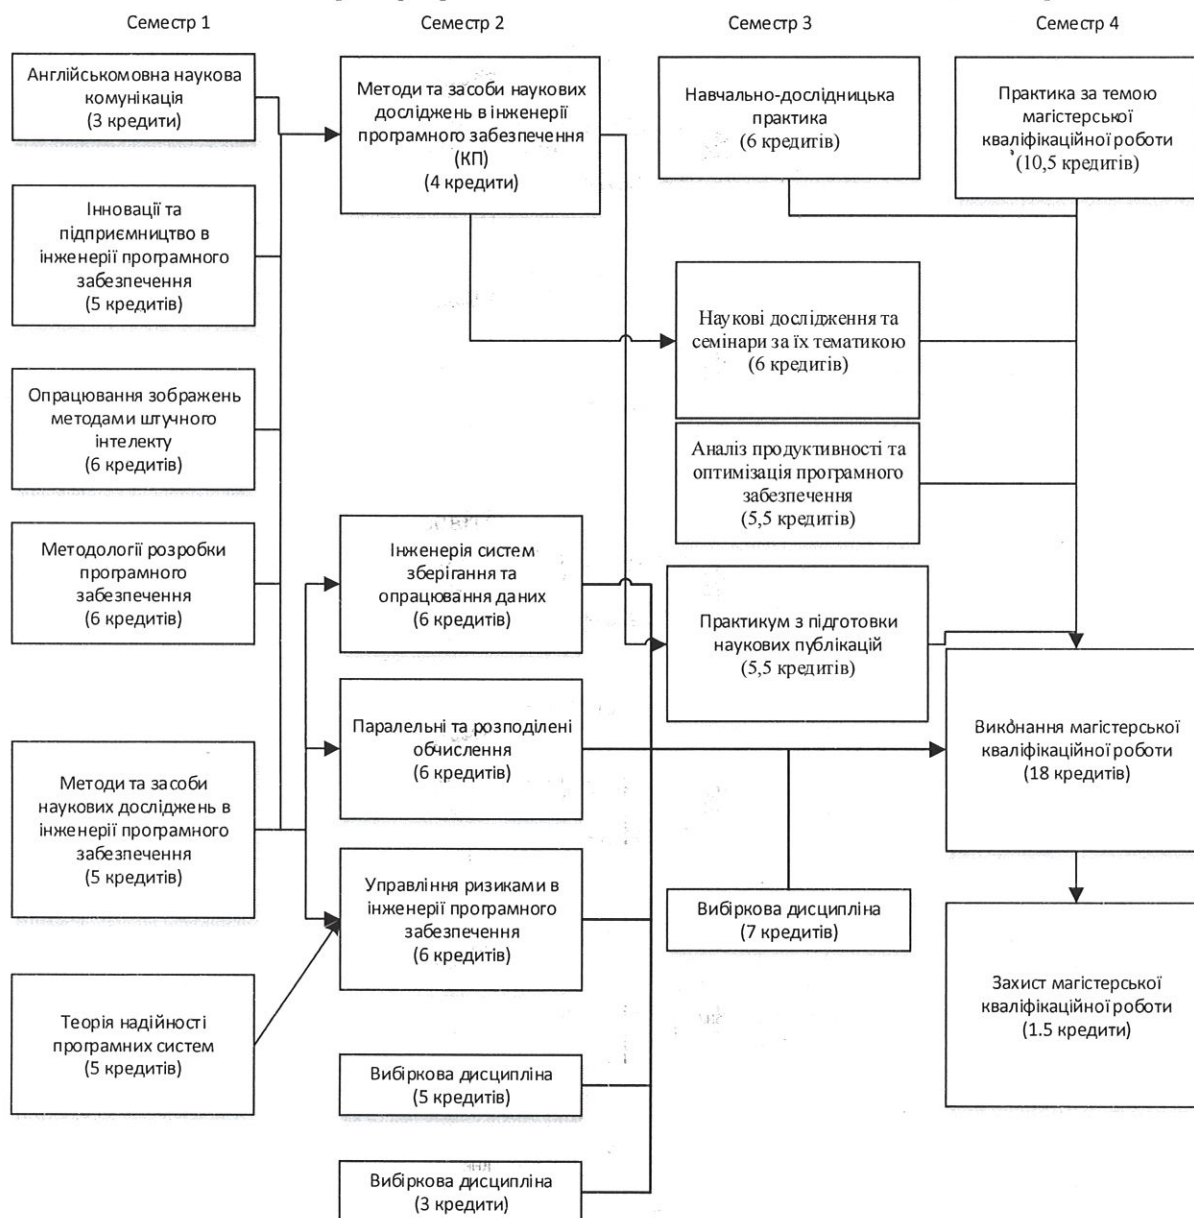 Семестр 1
Семестр 2
Семестр 3
Семестр 4
Англійськомовна наукова
комунікація
(3 кредити)
Інновації та
підприємництво в
інженерії програмного
забезпечення
(5 кредитів)
Опрацювання зображень
методами штучного
інтелекту
(6 кредитів)
Методології розробки
програмного
забезпечення
(6 кредитів)
Методи та засоби
наукових досліджень в
інженерії програмного
забезпечення
(5 кредитів)
Теорія надійності
програмних систем
(5 кредитів)
Методи та засоби наукових
досліджень в інженерії
програмного забезпечення
(КП)
(4 кредити)
Інженерія систем
зберігання та
опрацювання даних
(6 кредитів)
Паралельні та розподілені
обчислення
(6 кредитів)
Управління ризиками в
інженерії програмного
забезпечення
(6 кредитів)
Вибіркова дисципліна
(5 кредитів)
Вибіркова дисципліна
(3 кредити)
Навчально-дослідницька
практика
(6 кредитів)
Наукові дослідження та
семінари за їх тематикою
(6 кредитів)
Аналіз продуктивності та
оптимізація програмного
забезпечення
(5,5 кредитів)
Практикум з підготовки
наукових публікацій
(5,5 кредитів)
Вибіркова дисципліна
(7 кредитів)
Практика за темою
магістерської
кваліфікаційної роботи
(10,5 кредитів)
Виконання магістерської
кваліфікаційної роботи
(18 кредитів)
Захист магістерської
кваліфікаційної роботи
(1.5 кредити)